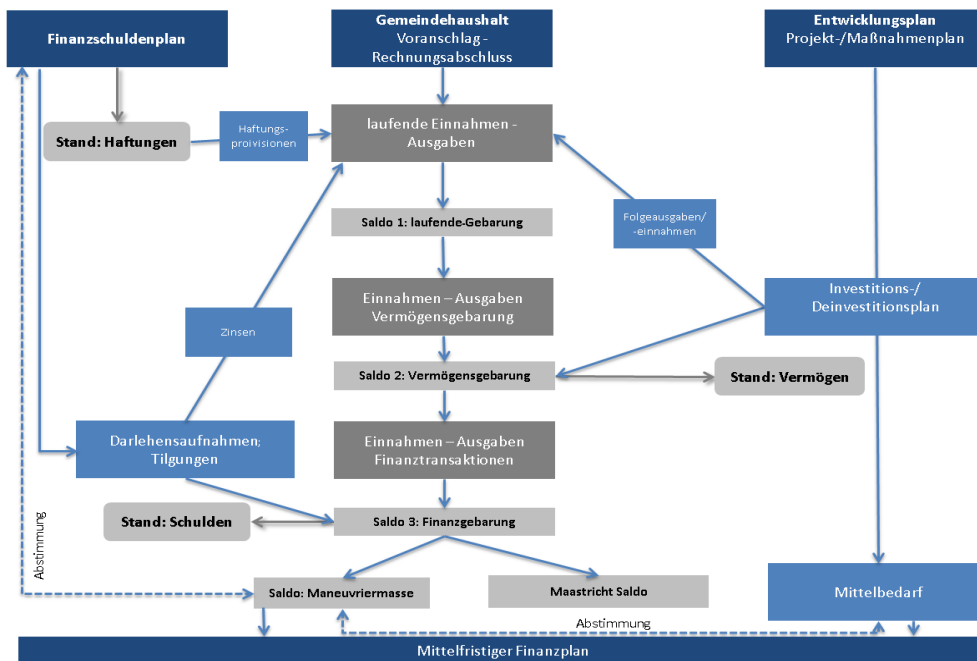 Finanzschuldenplan
Gemeindehaushalt
Voranschlag -
Rechnungsabschluss
Entwicklungsplan
Projekt-/Maßnahmenplan
Stand: Haftungen
Haftungs-
proivisionen
laufende Einnahmen -
Ausgaben
Saldo 1: laufende-Gebarung
Folgeausgaben/
-einnahmen
Einnahmen – Ausgaben
Vermögensgebarung
Investitions-/
Deinvestitionsplan
Zinsen
Saldo 2: Vermögensgebarung
Stand: Vermögen
Darlehensaufnahmen;
Tilgungen
Einnahmen – Ausgaben
Finanztransaktionen
Stand: Schulden
Saldo 3: Finanzgebarung
Abstimmung
Saldo: Maneuvriermasse
Maastricht Saldo
Mittelbedarf
Abstimmung
Mittelfristiger Finanzplan